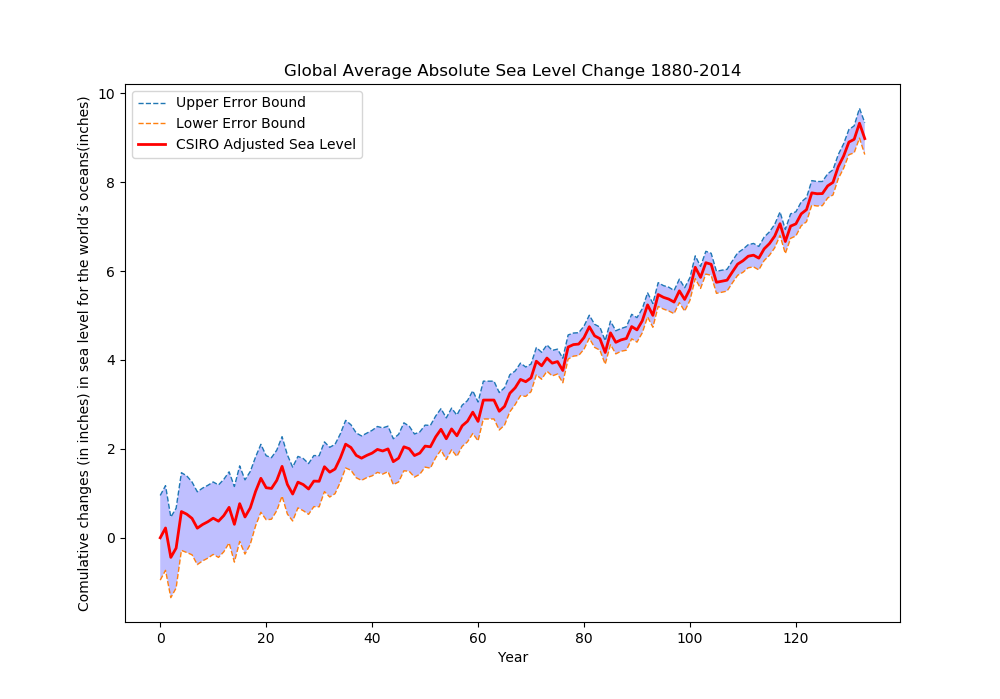 Global Average Absolute Sea Level Change 1880-2014
Upper Error Bound
Lower Error Bound
CSIRO Adjusted Sea Level
Comulative changes (in inches) in sea level for the world’s oceans(inches)
10
8
6
4
2
0
0 20 40 60 80 100 120
Year